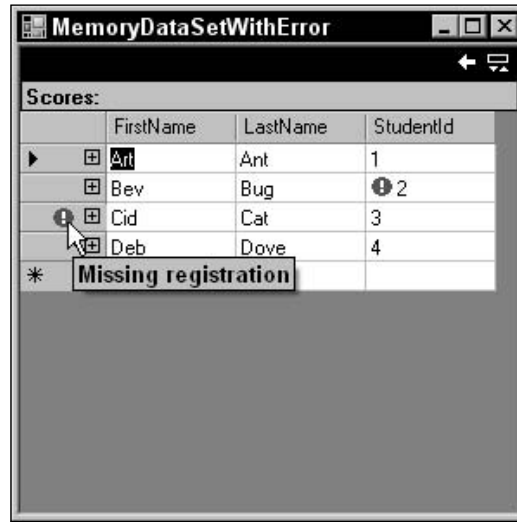 MemoryDataSetWithError
Scores:
FirstName LastName StudentId
Art Ant 1
Bev Bug 2
Cid Cat 3
Deb Dove 4
Missing registration